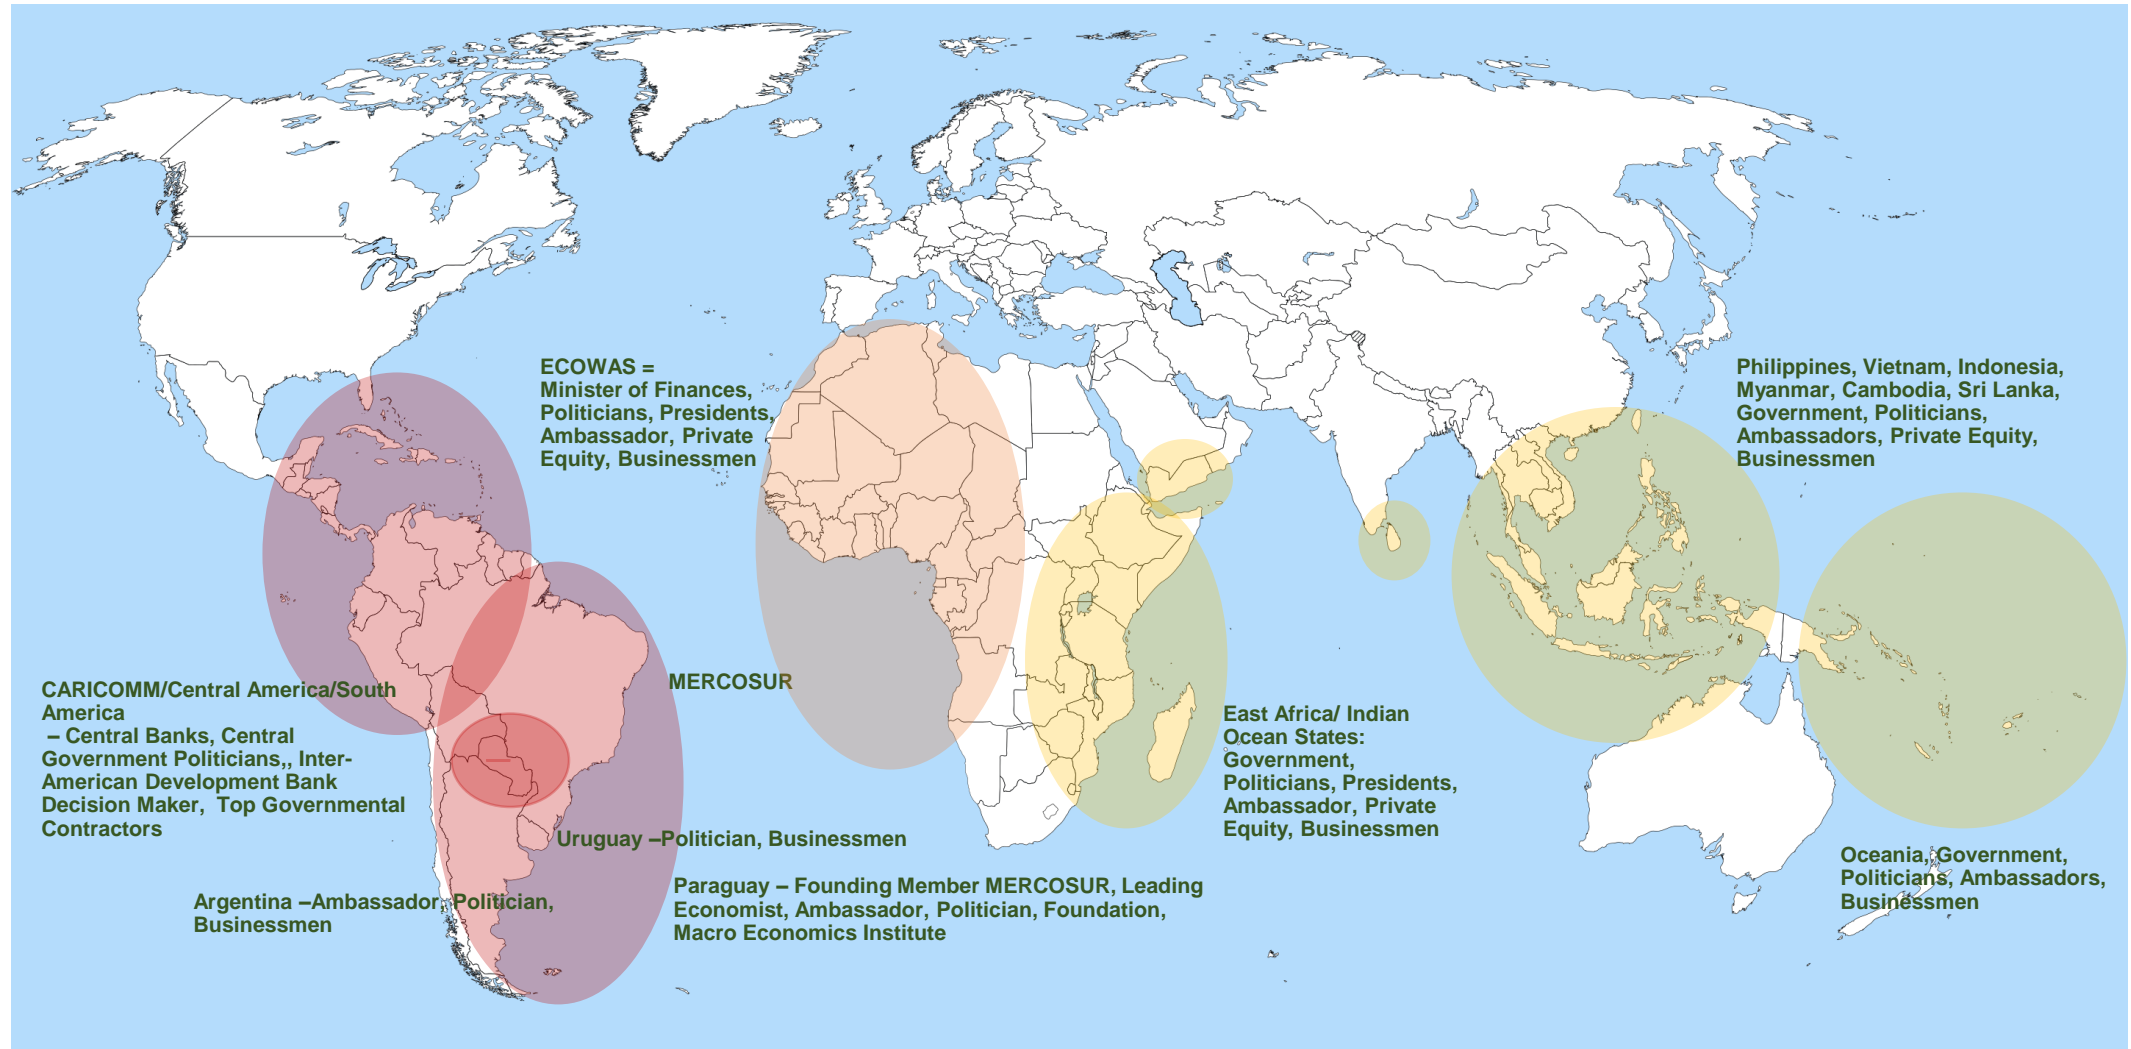 ECOWAS =
Minister of Finances,
Politicians, Presidents,
Ambassador, Private
Equity, Businessmen
Philippines, Vietnam, Indonesia,
Myanmar, Cambodia, Sri Lanka,
Government, Politicians,
Ambassadors, Private Equity,
Businessmen
CARICOMM/Central America/South
America
– Central Banks, Central
Government Politicians,, Inter-
American Development Bank
Decision Maker, Top Governmental
Contractors
MERCOSUR
East Africa/ Indian
Ocean States:
Government,
Politicians, Presidents,
Ambassador, Private
Equity, Businessmen
Uruguay –Politician, Businessmen
Argentina –Ambassador, Politician,
Businessmen
Paraguay – Founding Member MERCOSUR, Leading
Economist, Ambassador, Politician, Foundation,
Macro Economics Institute
Oceania, Government,
Politicians, Ambassadors,
Businessmen